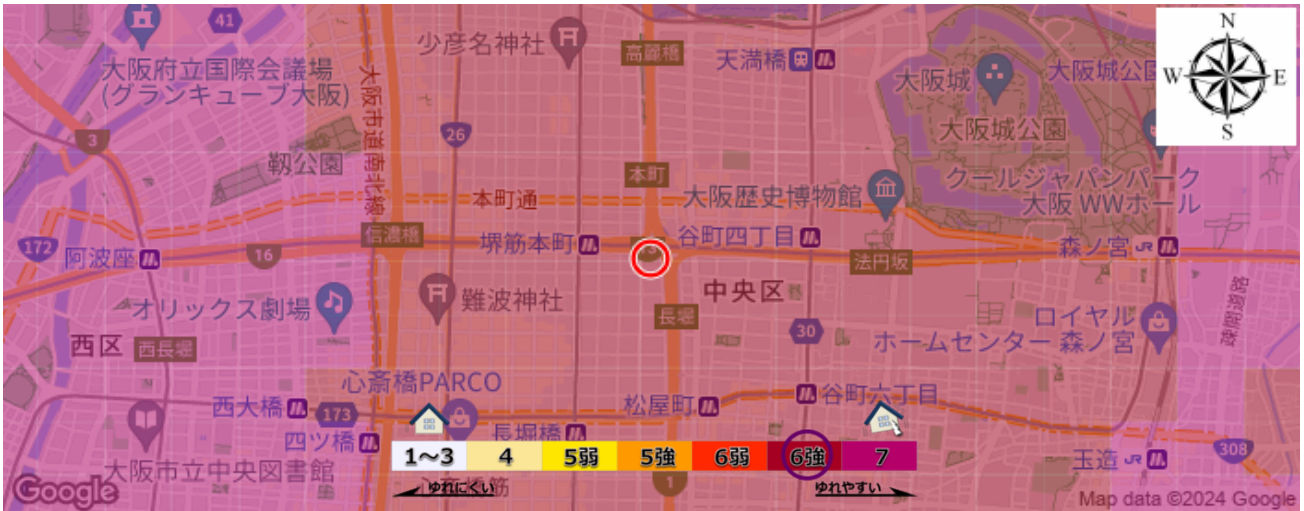 41
少彦名神社
高麗橋
天満橋
N
大阪府立国際会議場
(グランキューブ大阪)
大阪市道南北線
大阪城
大阪城公園
W
E
S
3
26
靱公園
本町
大阪城公園
クールジャパンパーク
大阪 WWホール
大阪歴史博物館
本町通
172
阿波座
16
信濃橋
堺筋本町
谷町四丁目
法円坂
森ノ宮 JR
オリックス劇場
難波神社
長堀
中央区
30
ロイヤル
ホームセンター 森ノ宮
西区
西長堀
心斎橋PARCO
谷町六丁目
西大橋
173
松屋町
四ツ橋
長堀橋
308
玉造 JR
1～3
4
5弱
5強
6弱
6強
7
大阪市立中央図書館
ゆれにくい
ゆれやすい
1
Google
Map data ©2024 Google